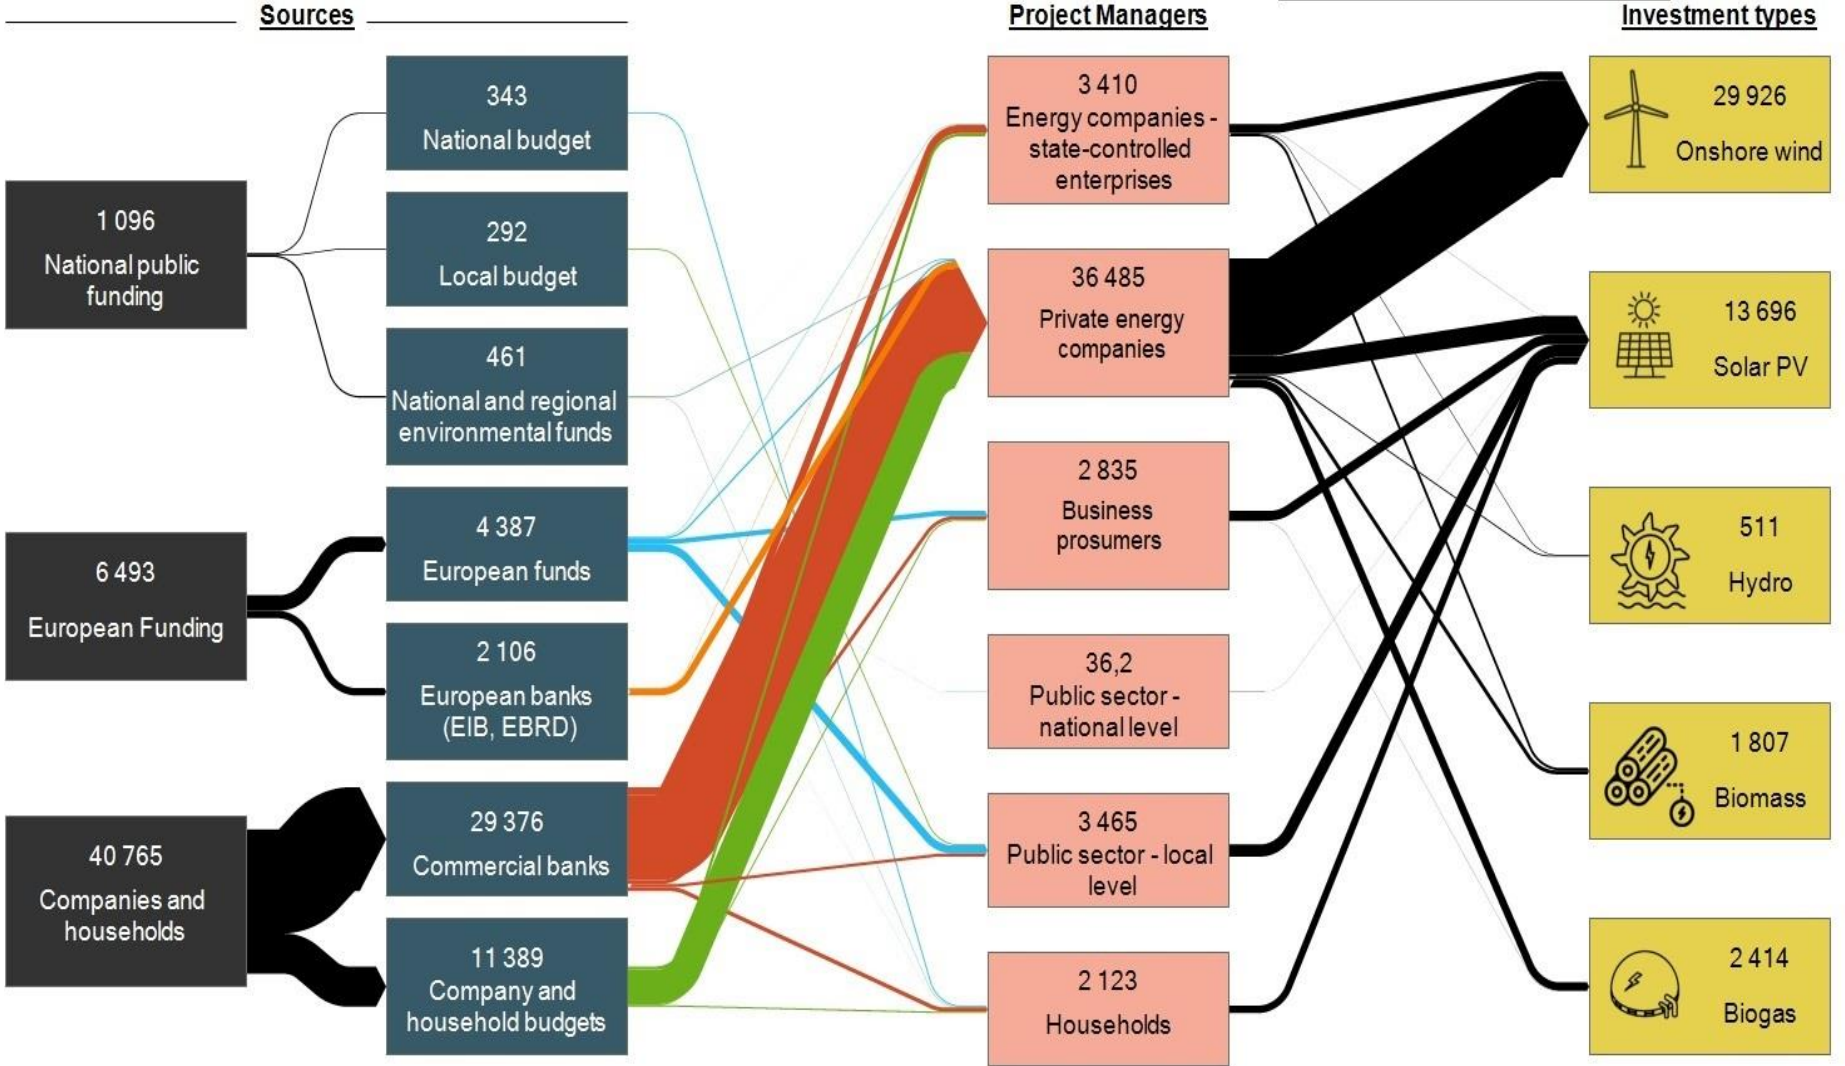 Sources
Project Managers
Investment types
1 096
National public
funding
6 493
European Funding
40 765
Companies and
households
343
National budget
292
Local budget
461
National and regional
environmental funds
4 387
European funds
2 106
European banks
(EIB, EBRD)
29 376
Commercial banks
11 389
Company and
household budgets
3 410
Energy companies -
state-controlled
enterprises
36 485
Private energy
companies
2 835
Business
prosumers
36,2
Public sector -
national level
3 465
Public sector - local
level
2 123
Households
29 926
Onshore wind
13 696
Solar PV
511
Hydro
1 807
Biomass
2 414
Biogas